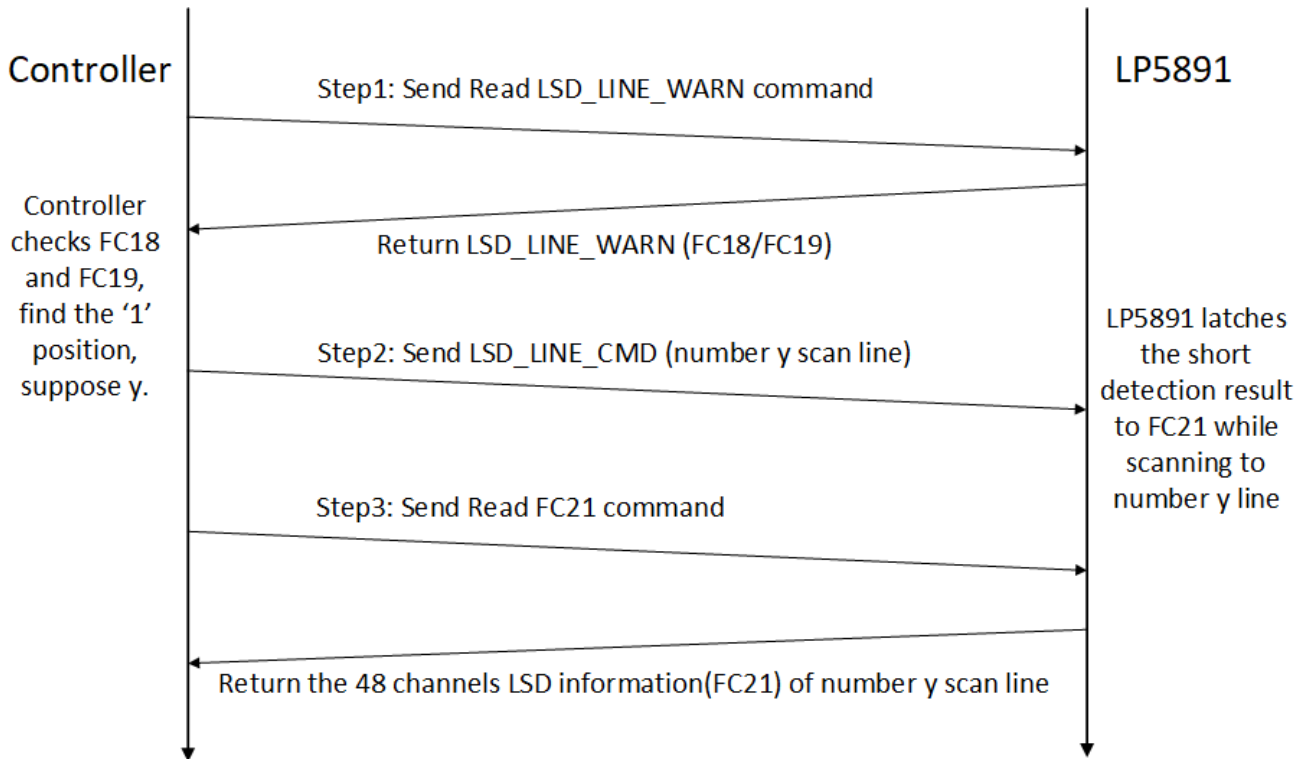 Controller
LP5891
Step1: Send Read LSD_LINE_WARN command
Return LSD_LINE_WARN (FC18/FC19)
Controller
checks FC18
and FC19,
find the ‘1’
position,
suppose y.
Step2: Send LSD_LINE_CMD (number y scan line)
LP5891 latches
the short
detection result
to FC21 while
scanning to
number y line
Step3: Send Read FC21 command
Return the 48 channels LSD information(FC21) of number y scan line